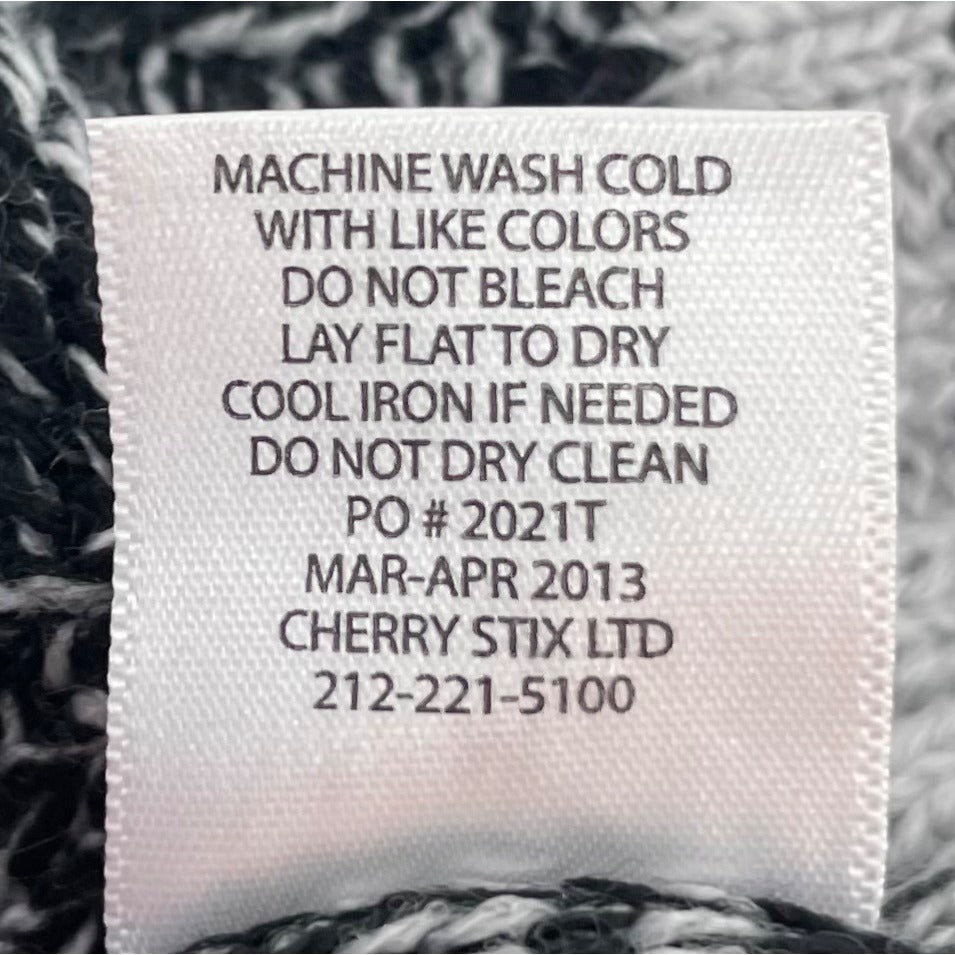 MACHINE WASH COLD
WITH LIKE COLORS
DO NOT BLEACH
LAY FLAT TO DRY
COOL IRON IF NEEDED
DO NOT DRY CLEAN
PO # 2021T
MAR-APR 2013
CHERRY STIX LTD
212-221-5100